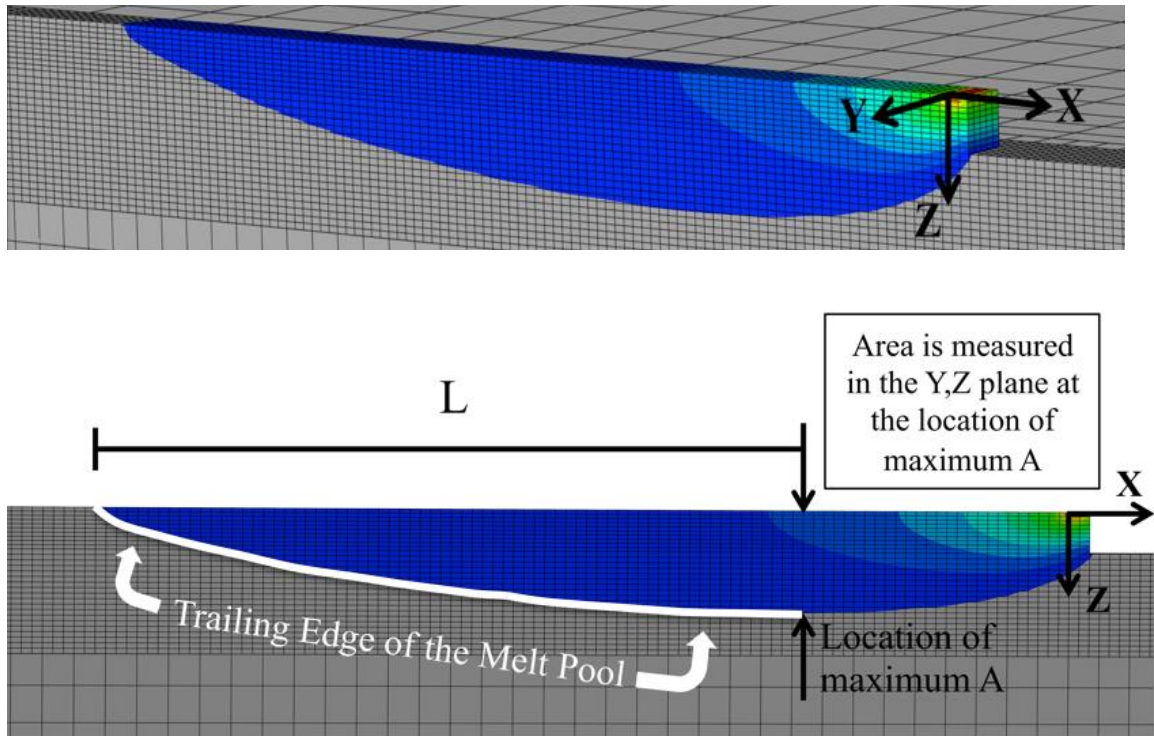 Y
X
Z
L
Area is measured
in the Y,Z plane at
the location of
maximum A
X
Z
Trailing Edge of the Melt Pool
Location of
maximum A